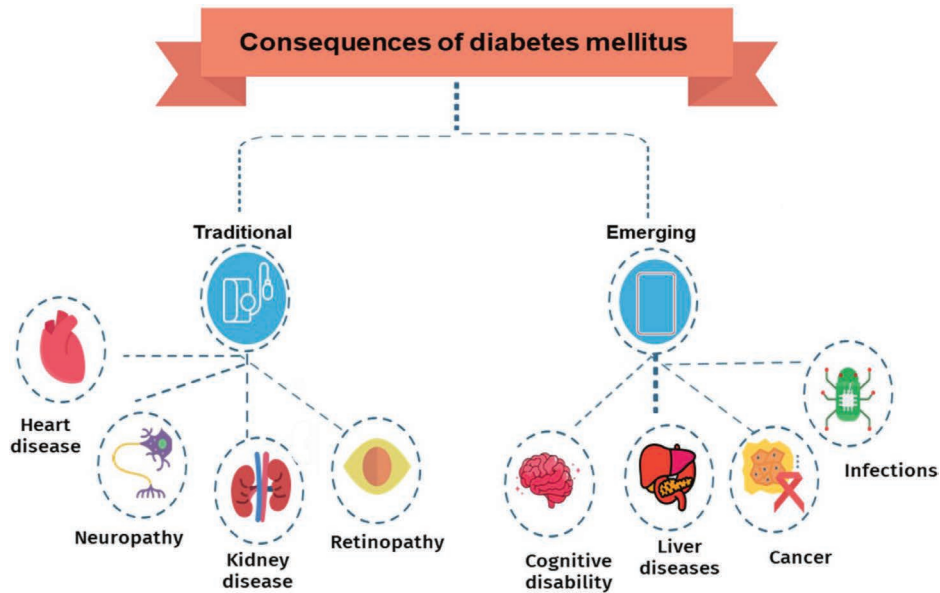 Consequences of diabetes mellitus
Traditional
Emerging
Heart
disease
Neuropathy
Kidney
disease
Retinopathy
Cognitive
disability
Liver
diseases
Cancer
Infections